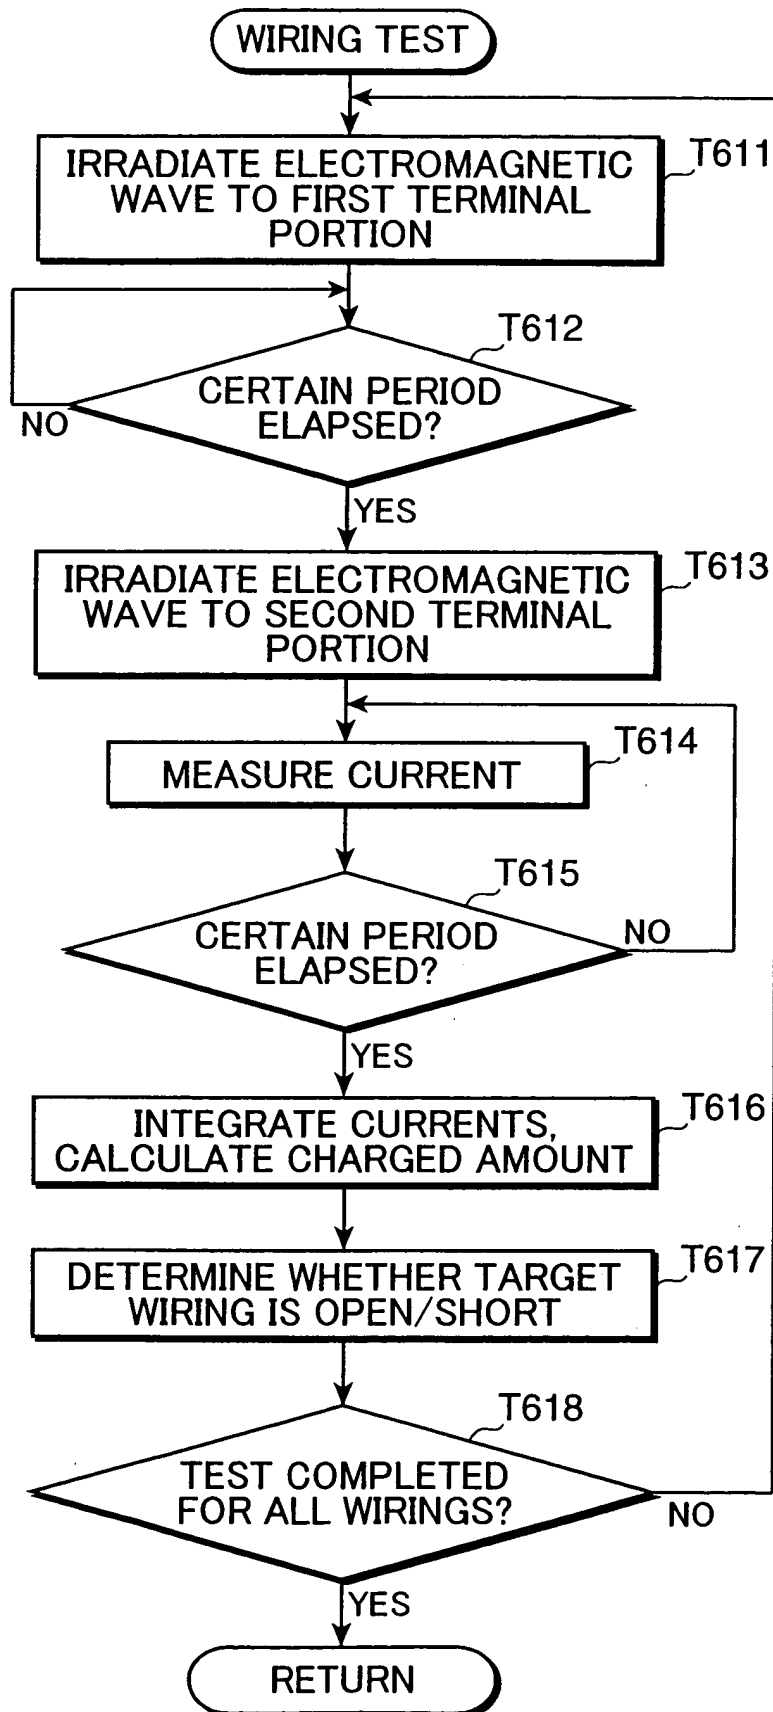 WIRING TEST
IRRADIATE ELECTROMAGNETIC
WAVE TO FIRST TERMINAL
PORTION
T611
T612
CERTAIN PERIOD
ELAPSED?
NO
YES
IRRADIATE ELECTROMAGNETIC
WAVE TO SECOND TERMINAL
PORTION
T613
MEASURE CURRENT
T614
T615
CERTAIN PERIOD
ELAPSED?
NO
YES
INTEGRATE CURRENTS,
CALCULATE CHARGED AMOUNT
T616
DETERMINE WHETHER TARGET
WIRING IS OPEN/SHORT
T617
T618
TEST COMPLETED
FOR ALL WIRINGS?
NO
YES
RETURN